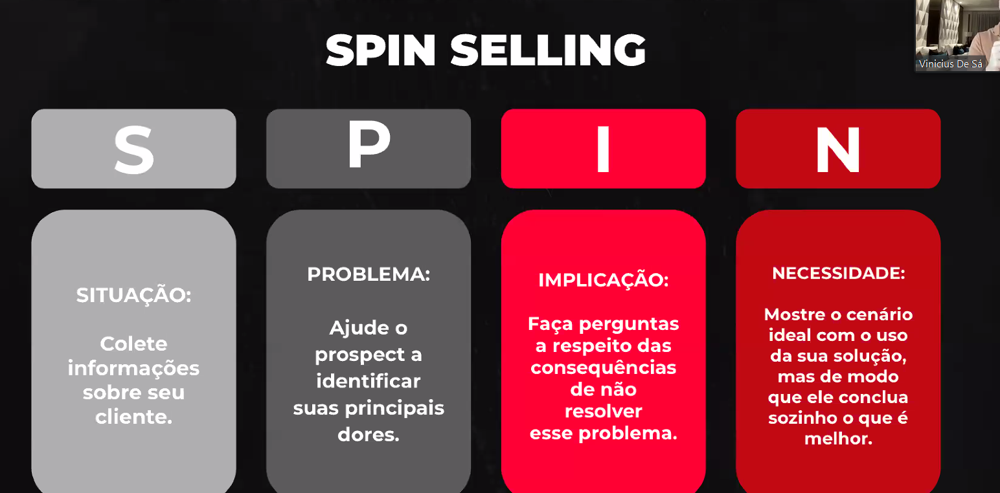 SPIN SELLING
Vinicius De Sá
S
P
I
N
SITUAÇÃO:
Colete
informações
sobre seu
cliente.
PROBLEMA:
Ajude o
prospect a
identificar
suas principais
dores.
IMPLICAÇÃO:
Faça perguntas
a respeito das
consequências
de não
resolver
esse problema.
NECESSIDADE:
Mostre o cenário
ideal com o uso
da sua solução,
mas de modo
que ele conclua
sozinho o que é
melhor.